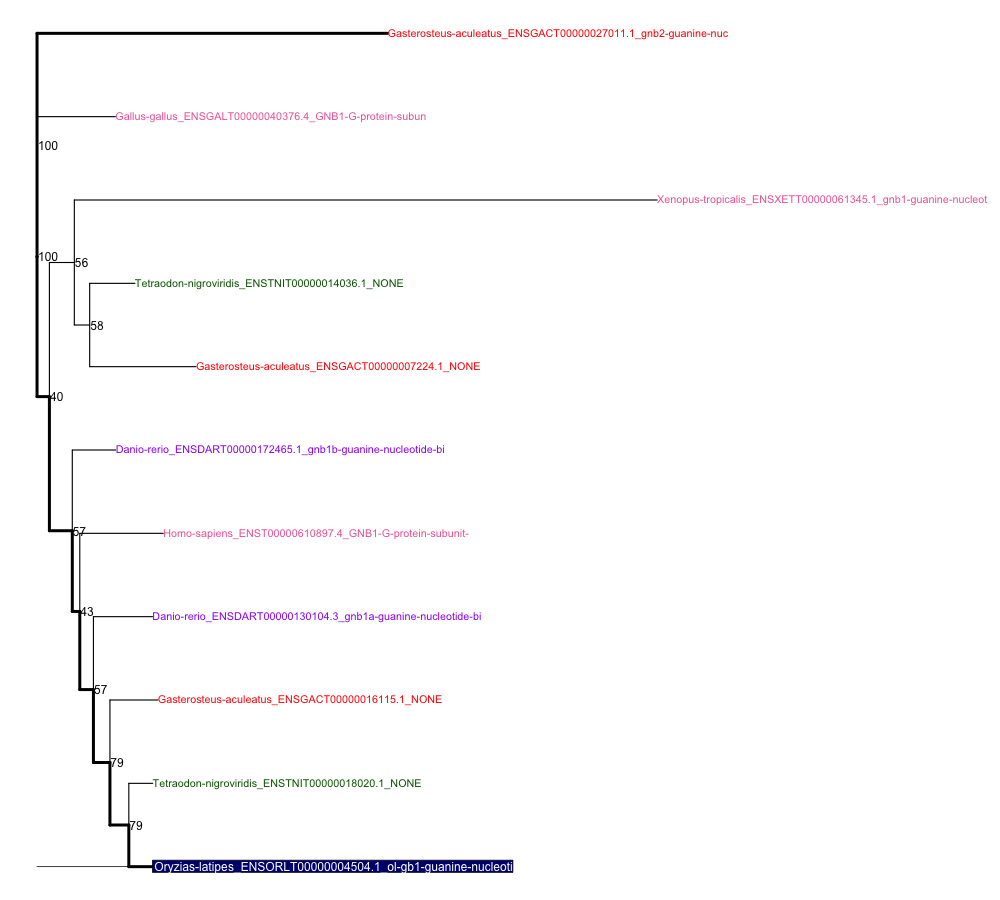 Gasterosteus-aculeatus_ENSGACT00000027011.1_gnb2-guanine-nuc
Gallus-gallus_ENSGALT00000040376.4_GNB1-G-protein-subun
100
Xenopus-tropicalis_ENSXETT00000061345.1_gnb1-guanine-nucleot
100
56
Tetraodon-nigroviridis_ENSTNIT00000014036.1_NONE
58
Gasterosteus-aculeatus_ENSGACT00000007224.1_NONE
40
Danio-rerio_ENSDART00000172465.1_gnb1b-guanine-nucleotide-bi
57
Homo-sapiens_ENST00000610897.4_GNB1-G-protein-subunit-
43
Danio-rerio_ENSDART00000130104.3_gnb1a-guanine-nucleotide-bi
57
Gasterosteus-aculeatus_ENSGACT00000016115.1_NONE
79
Tetraodon-nigroviridis_ENSTNIT00000018020.1_NONE
79
Oryzias-latipes_ENSORLT00000004504.1_ol-gb1-guanine-nucleoti